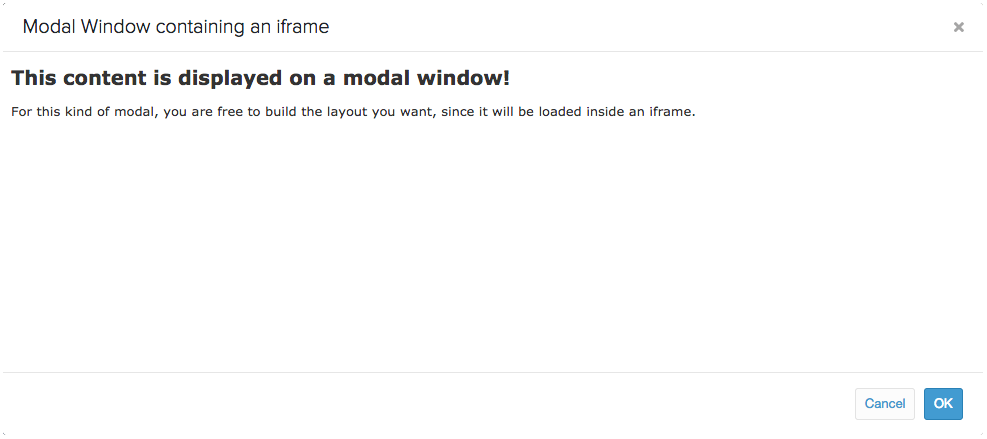 Modal Window containing an iframe
×
This content is displayed on a modal window!
For this kind of modal, you are free to build the layout you want, since it will be loaded inside an iframe.
Cancel OK